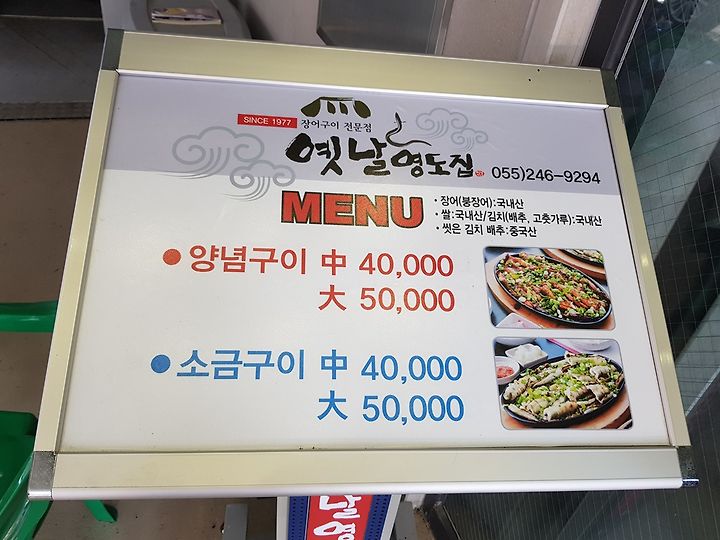 SINCE 1977 장어구이 전문점
옛날영도집 055)246-9294
MENU
· 장어(붕장어):국내산
· 쌀:국내산/김치(배추, 고춧가루):국내산
· 씻은 김치 배추:중국산
● 양념구이 中 40,000
大 50,000
● 소금구이 中 40,000
大 50,000
날영